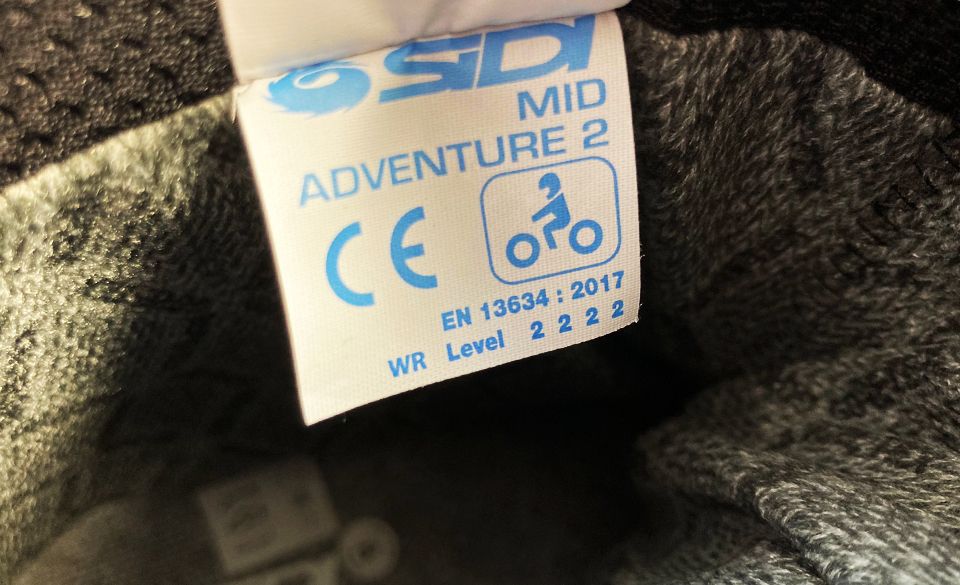 SIDI
MID
ADVENTURE 2
CE
EN 13634 : 2017
WR Level 2 2 2 2